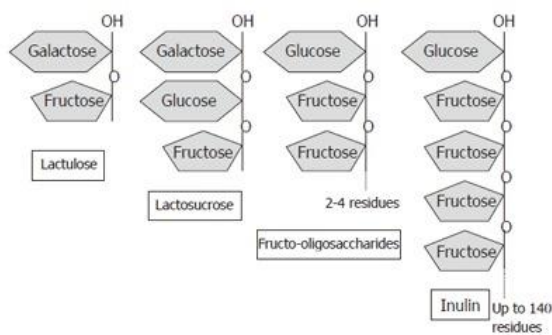 OH
Galactose
O
Fructose
Lactulose
OH
Galactose
O
Glucose
O
Fructose
Lactosucrose
OH
Glucose
O
Fructose
O
Fructose
2-4 residues
Fructo-oligosaccharides
OH
Glucose
O
Fructose
O
Fructose
O
Fructose
O
Fructose
Inulin
Up to 140
residues